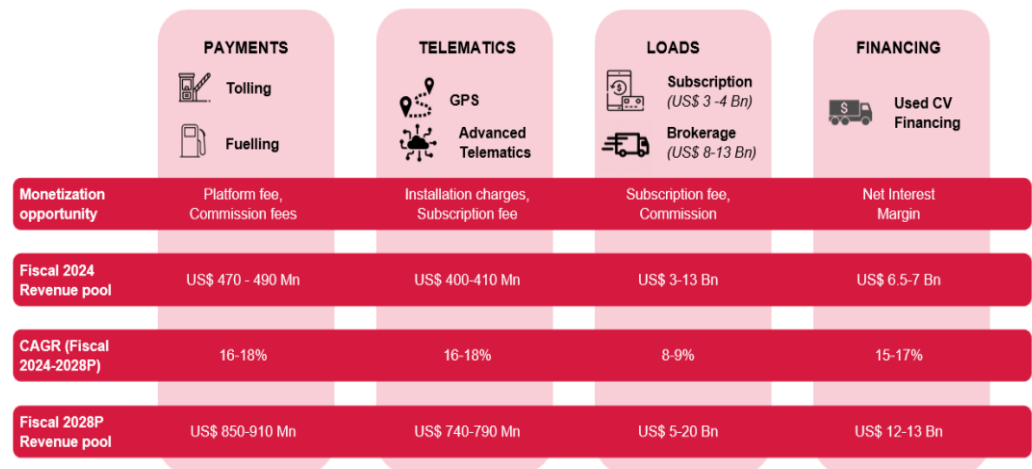 PAYMENTS
TELEMATICS
LOADS
FINANCING
Tolling
Fuelling
GPS
Advanced
Telematics
Subscription
(US$ 3 -4 Bn)
Brokerage
(US$ 8-13 Bn)
Used CV
Financing
Monetization
opportunity
Platform fee,
Commission fees
Installation charges,
Subscription fee
Subscription fee,
Commission
Net Interest
Margin
Fiscal 2024
Revenue pool
US$ 470 - 490 Mn
US$ 400-410 Mn
US$ 3-13 Bn
US$ 6.5-7 Bn
CAGR (Fiscal
2024-2028P)
16-18%
16-18%
8-9%
15-17%
Fiscal 2028P
Revenue pool
US$ 850-910 Mn
US$ 740-790 Mn
US$ 5-20 Bn
US$ 12-13 Bn